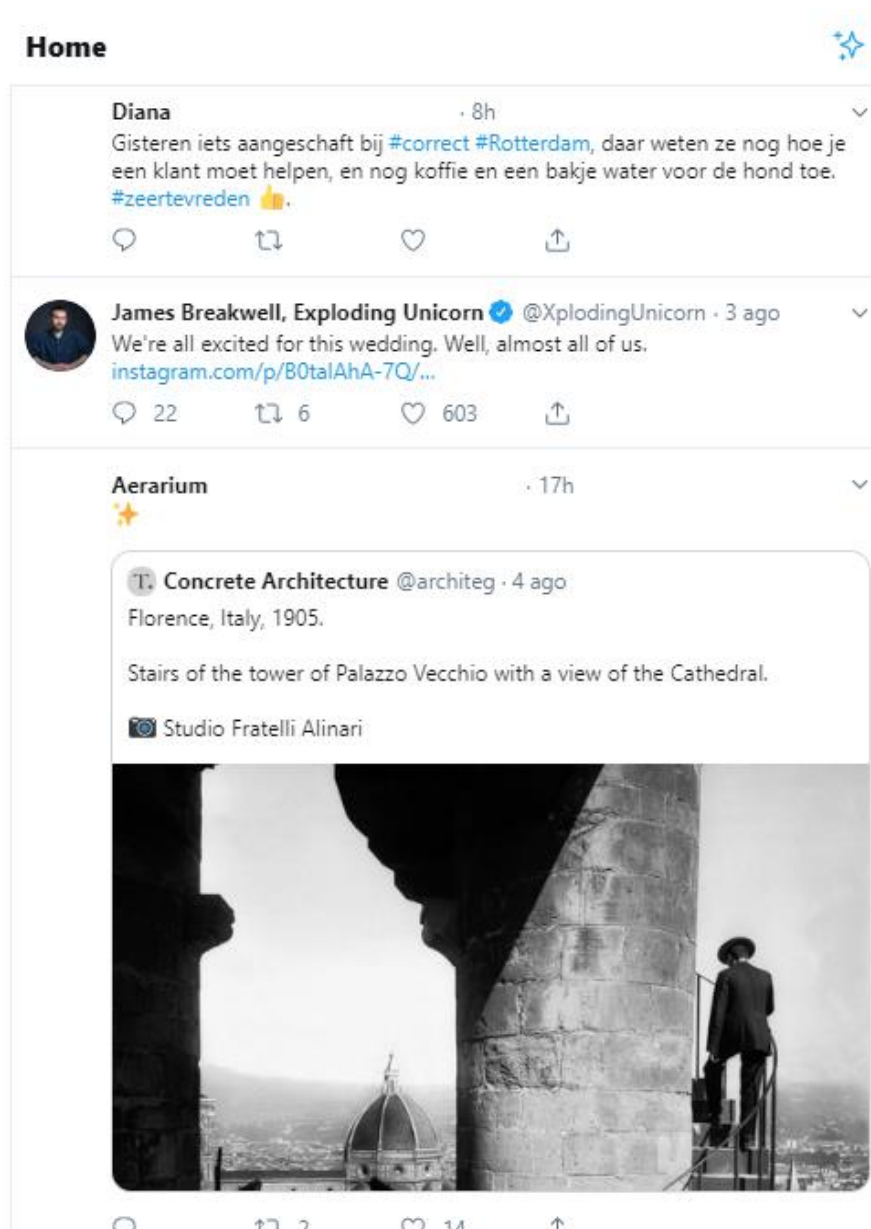 Home
Diana · 8h
Gisteren iets aangeschaft bij #correct #Rotterdam, daar weten ze nog hoe je
een klant moet helpen, en nog koffie en een bakje water voor de hond toe.
#zeertevreden 👍.
James Breakwell, Exploding Unicorn @XplodingUnicorn · 3 ago
We're all excited for this wedding. Well, almost all of us.
instagram.com/p/B0talAhA-7Q/...
22 6 603
Aerarium · 17h
✨
T. Concrete Architecture @architeg · 4 ago
Florence, Italy, 1905.
Stairs of the tower of Palazzo Vecchio with a view of the Cathedral.
📷 Studio Fratelli Alinari
2 14